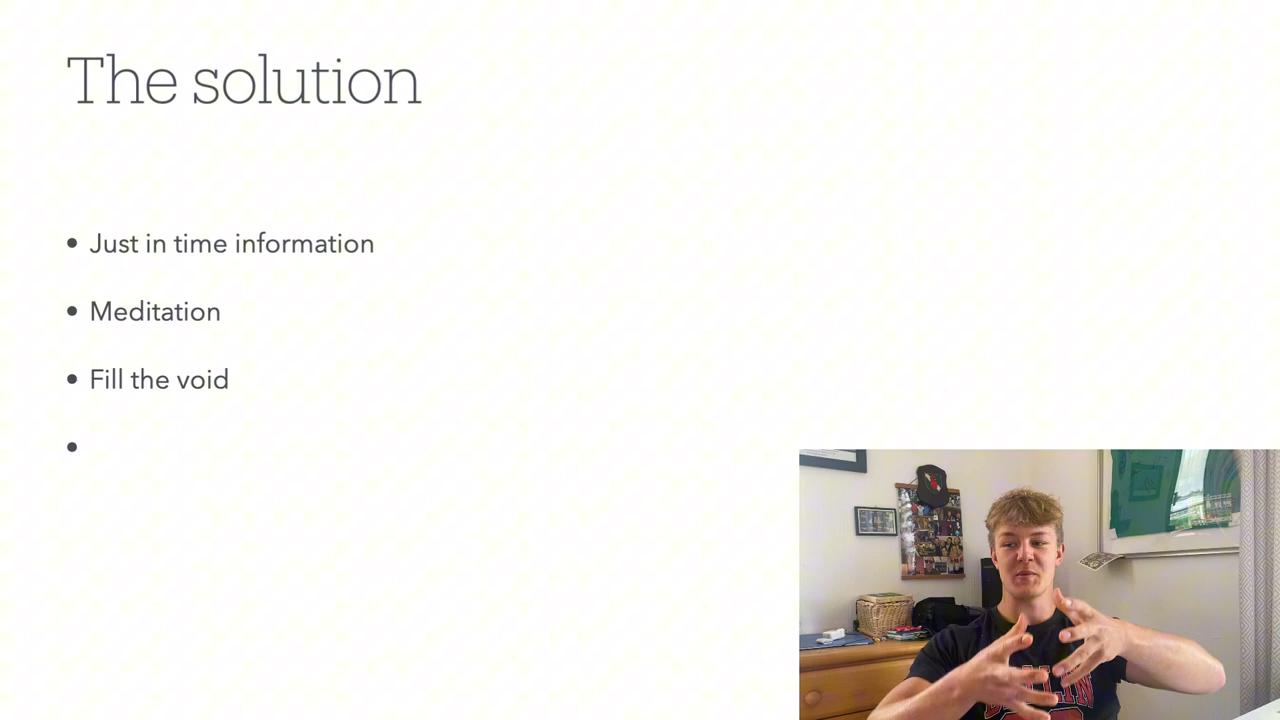 The solution
• Just in time information
• Meditation
• Fill the void
•